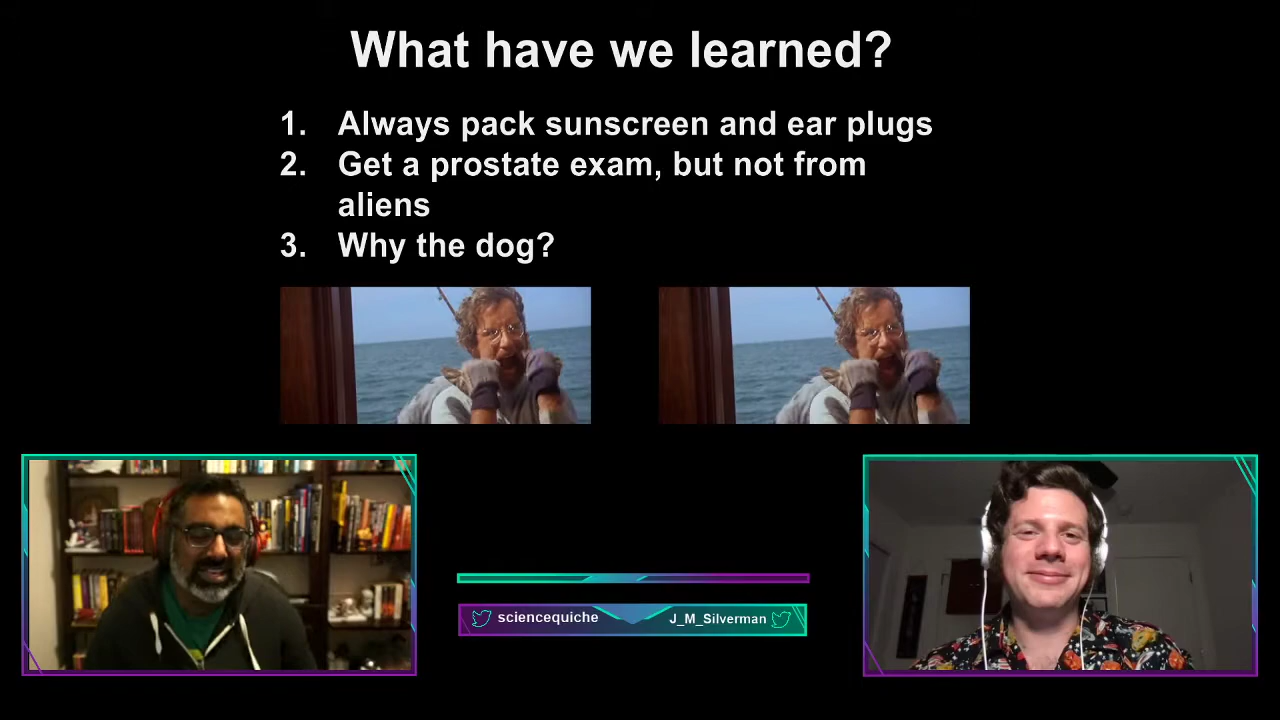 What have we learned?
1. Always pack sunscreen and ear plugs
2. Get a prostate exam, but not from
aliens
3. Why the dog?
sciencequiche
J_M_Silverman